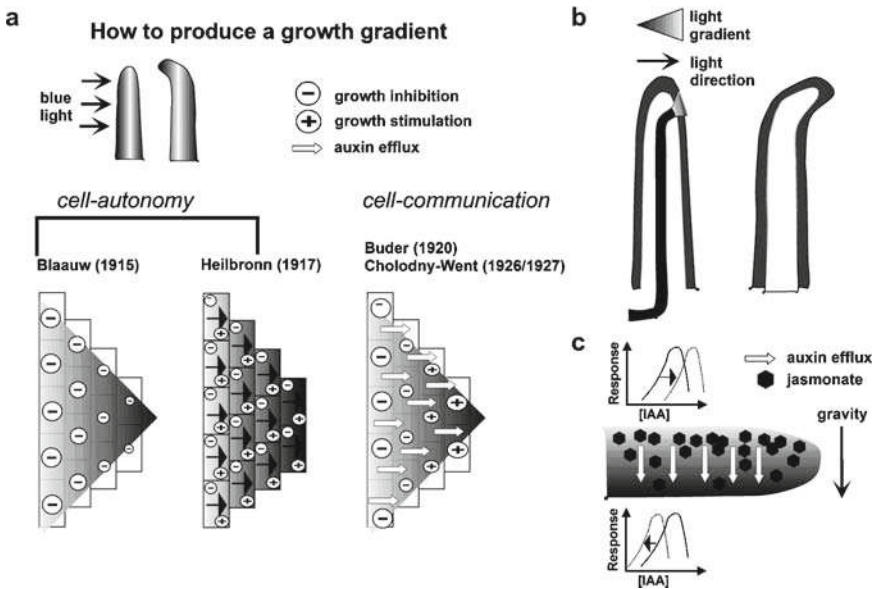 a
How to produce a growth gradient
blue
light
growth inhibition
growth stimulation
auxin efflux
cell-autonomy
cell-communication
Blaauw (1915)
Heilbronn (1917)
Buder (1920)
Cholodny-Went (1926/1927)
b
light
gradient
light
direction
c
Response
[IAA]
auxin efflux
jasmonate
gravity
Response
[IAA]